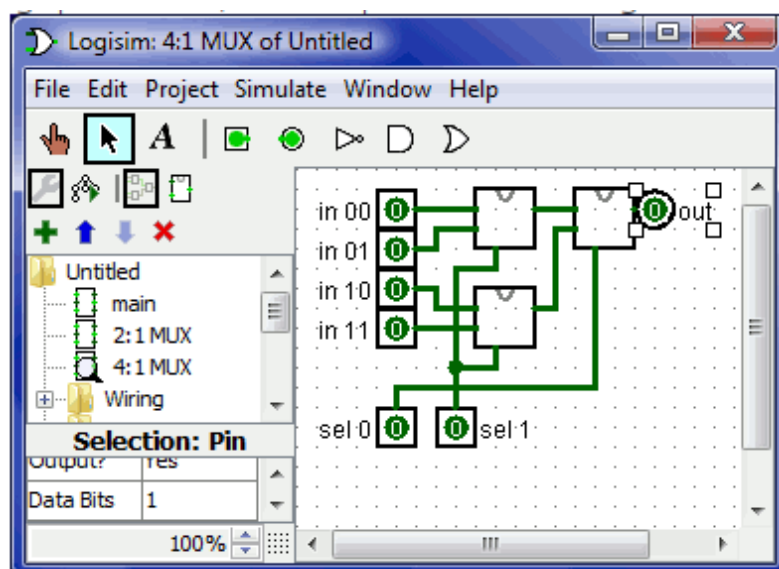 Logisim: 4:1 MUX of Untitled
File Edit Project Simulate Window Help
A
in 00 0
0 out
in 01 0
in 10 0
in 11 0
sel 0 0
0 sel 1
Untitled
main
2:1 MUX
4:1 MUX
Wiring
Selection: Pin
Output? Yes
Data Bits 1
100%